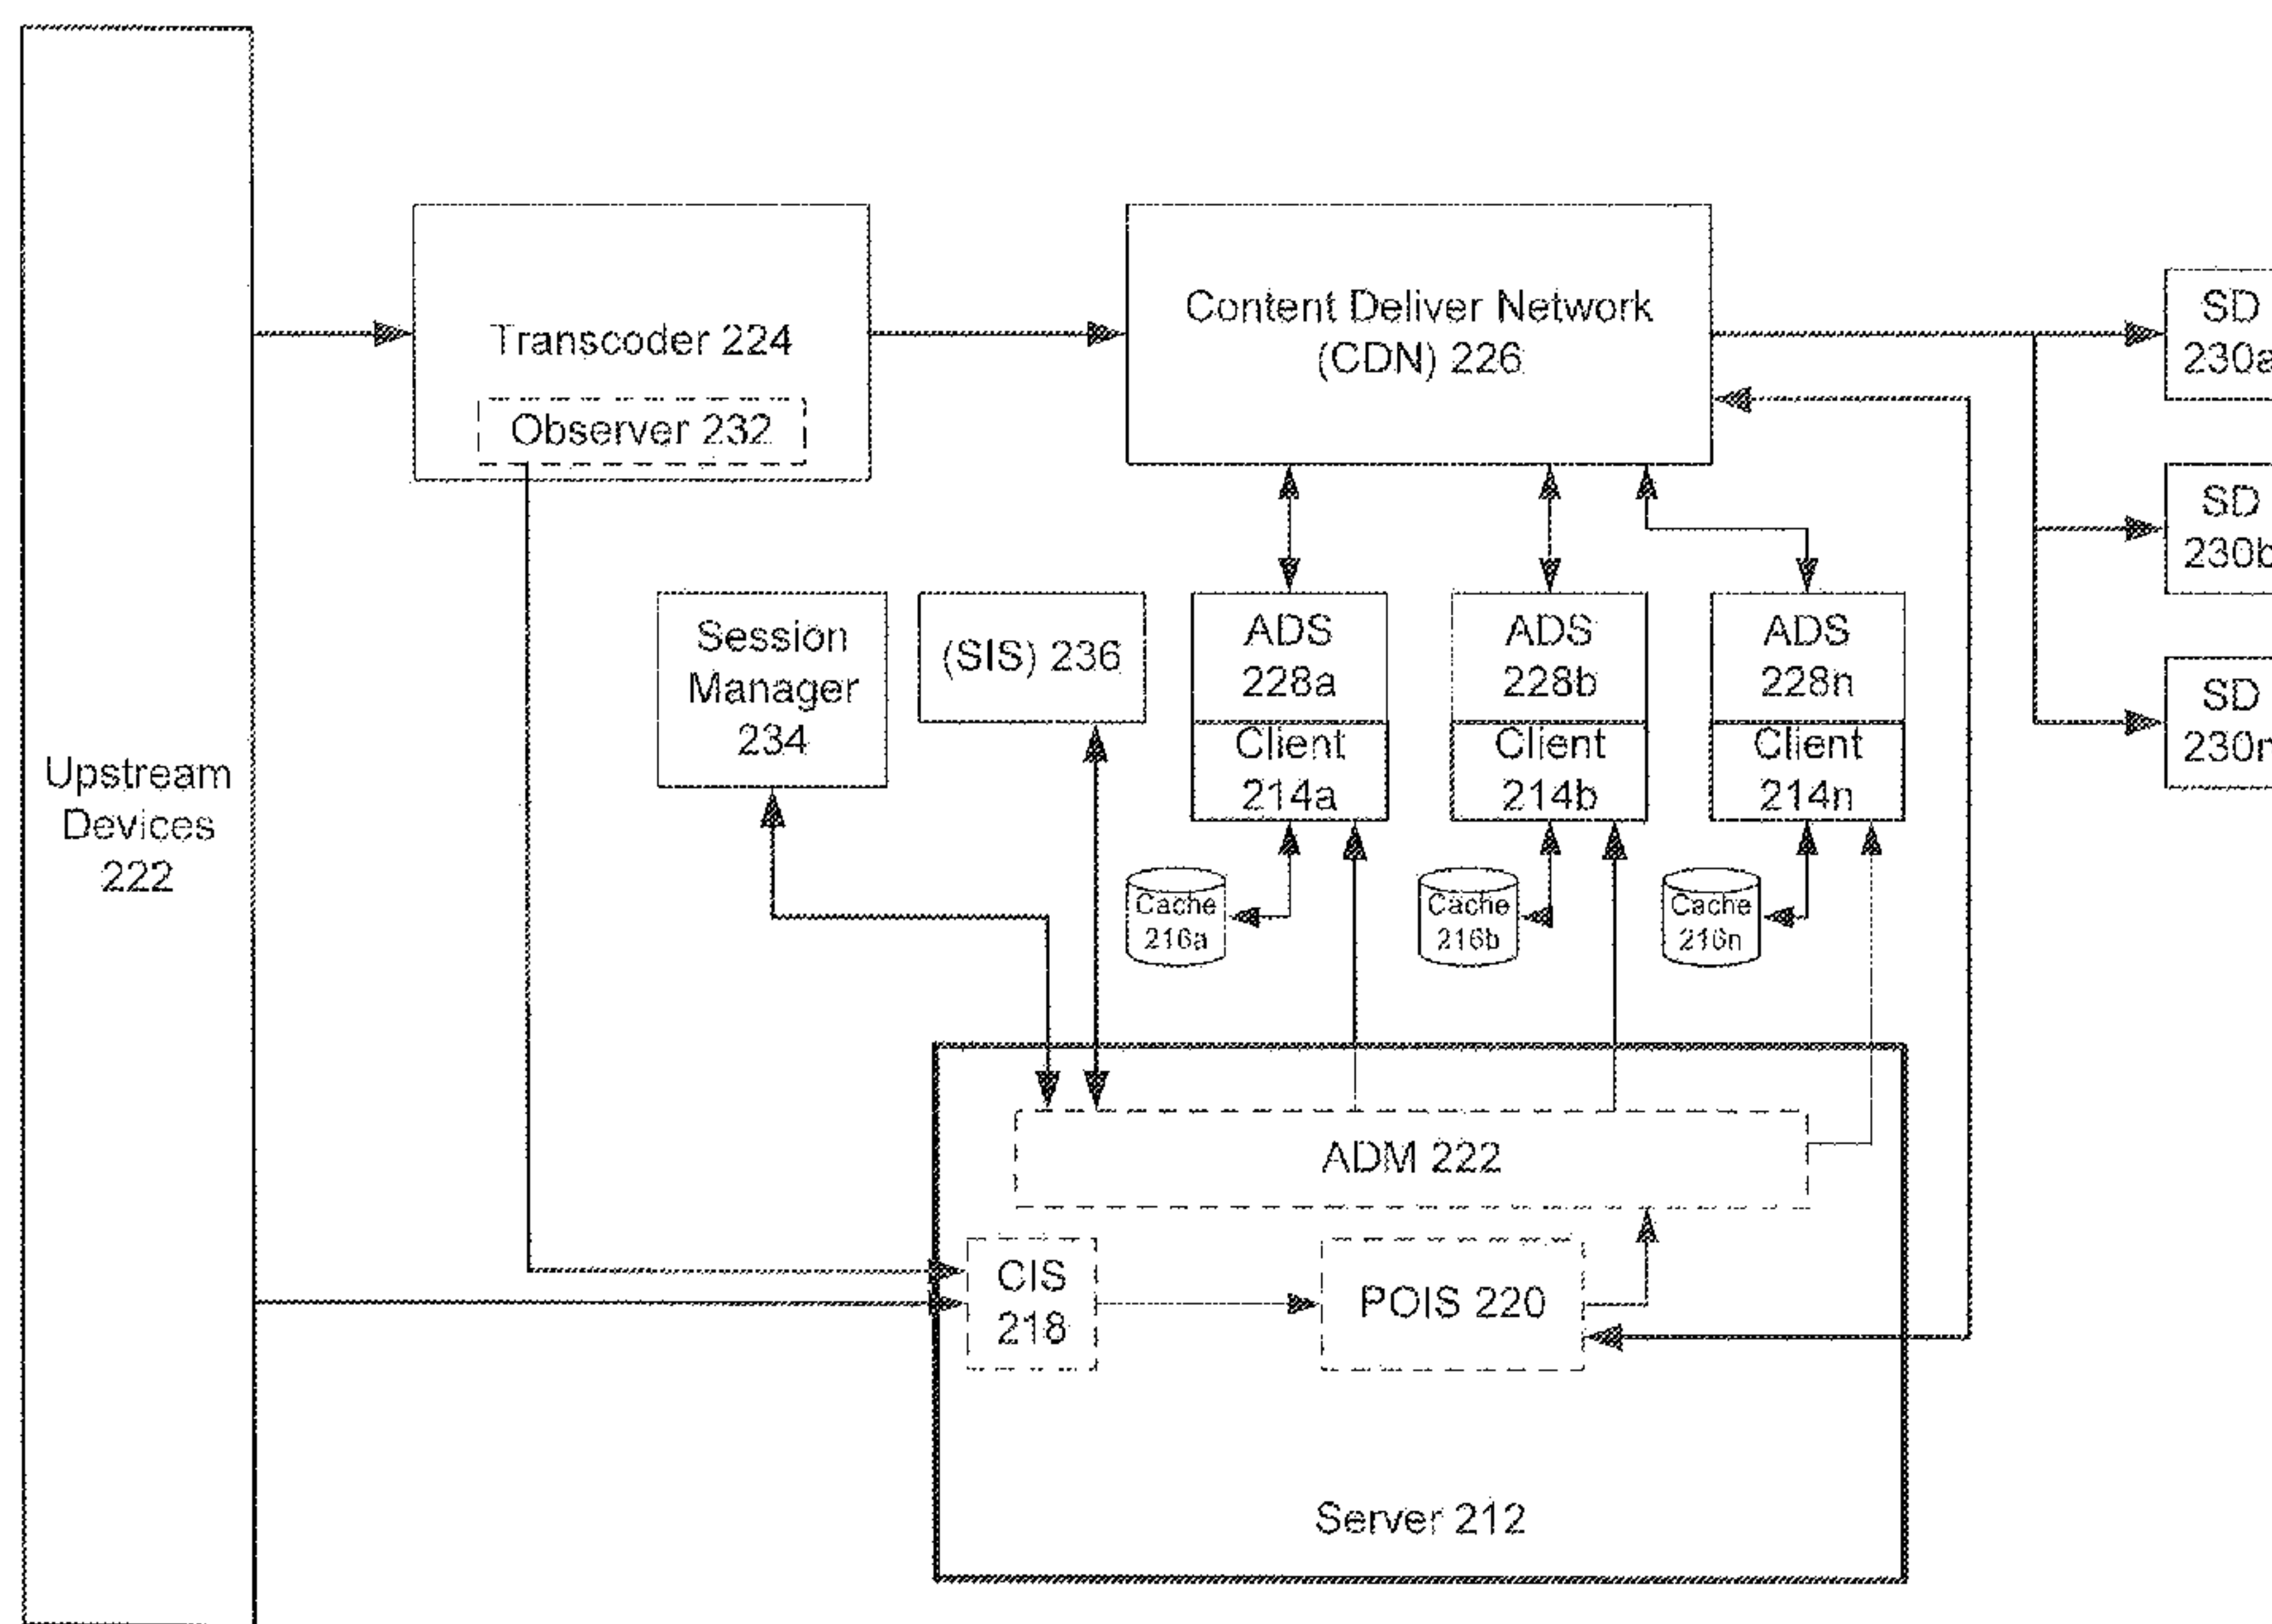 Upstream
Devices
222
Transcoder 224
Observer 232
Content Deliver Network
(CDN) 226
SD
230a
SD
230b
SD
230n
Session
Manager
234
(SIS) 236
ADS
228a
Client
214a
ADS
228b
Client
214b
ADS
228n
Client
214n
Cache
216a
Cache
216b
Cache
216n
ADM 222
CIS
218
POIS 220
Server 212